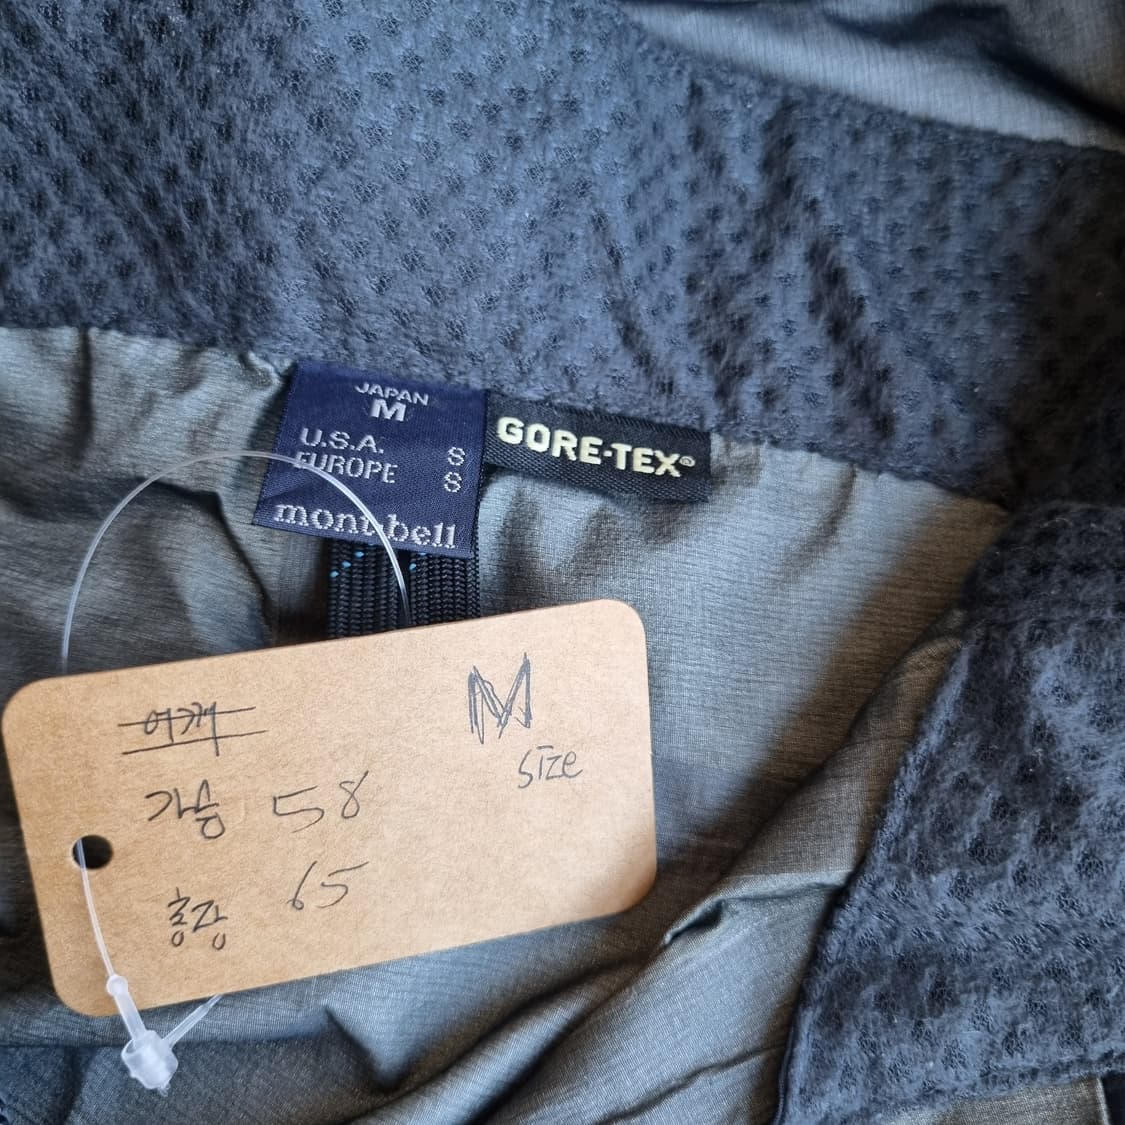 JAPAN
M
U.S.A. S
EUROPE S
mont-bell
GORE-TEX®
M
size
어깨
가슴 58
총장 65